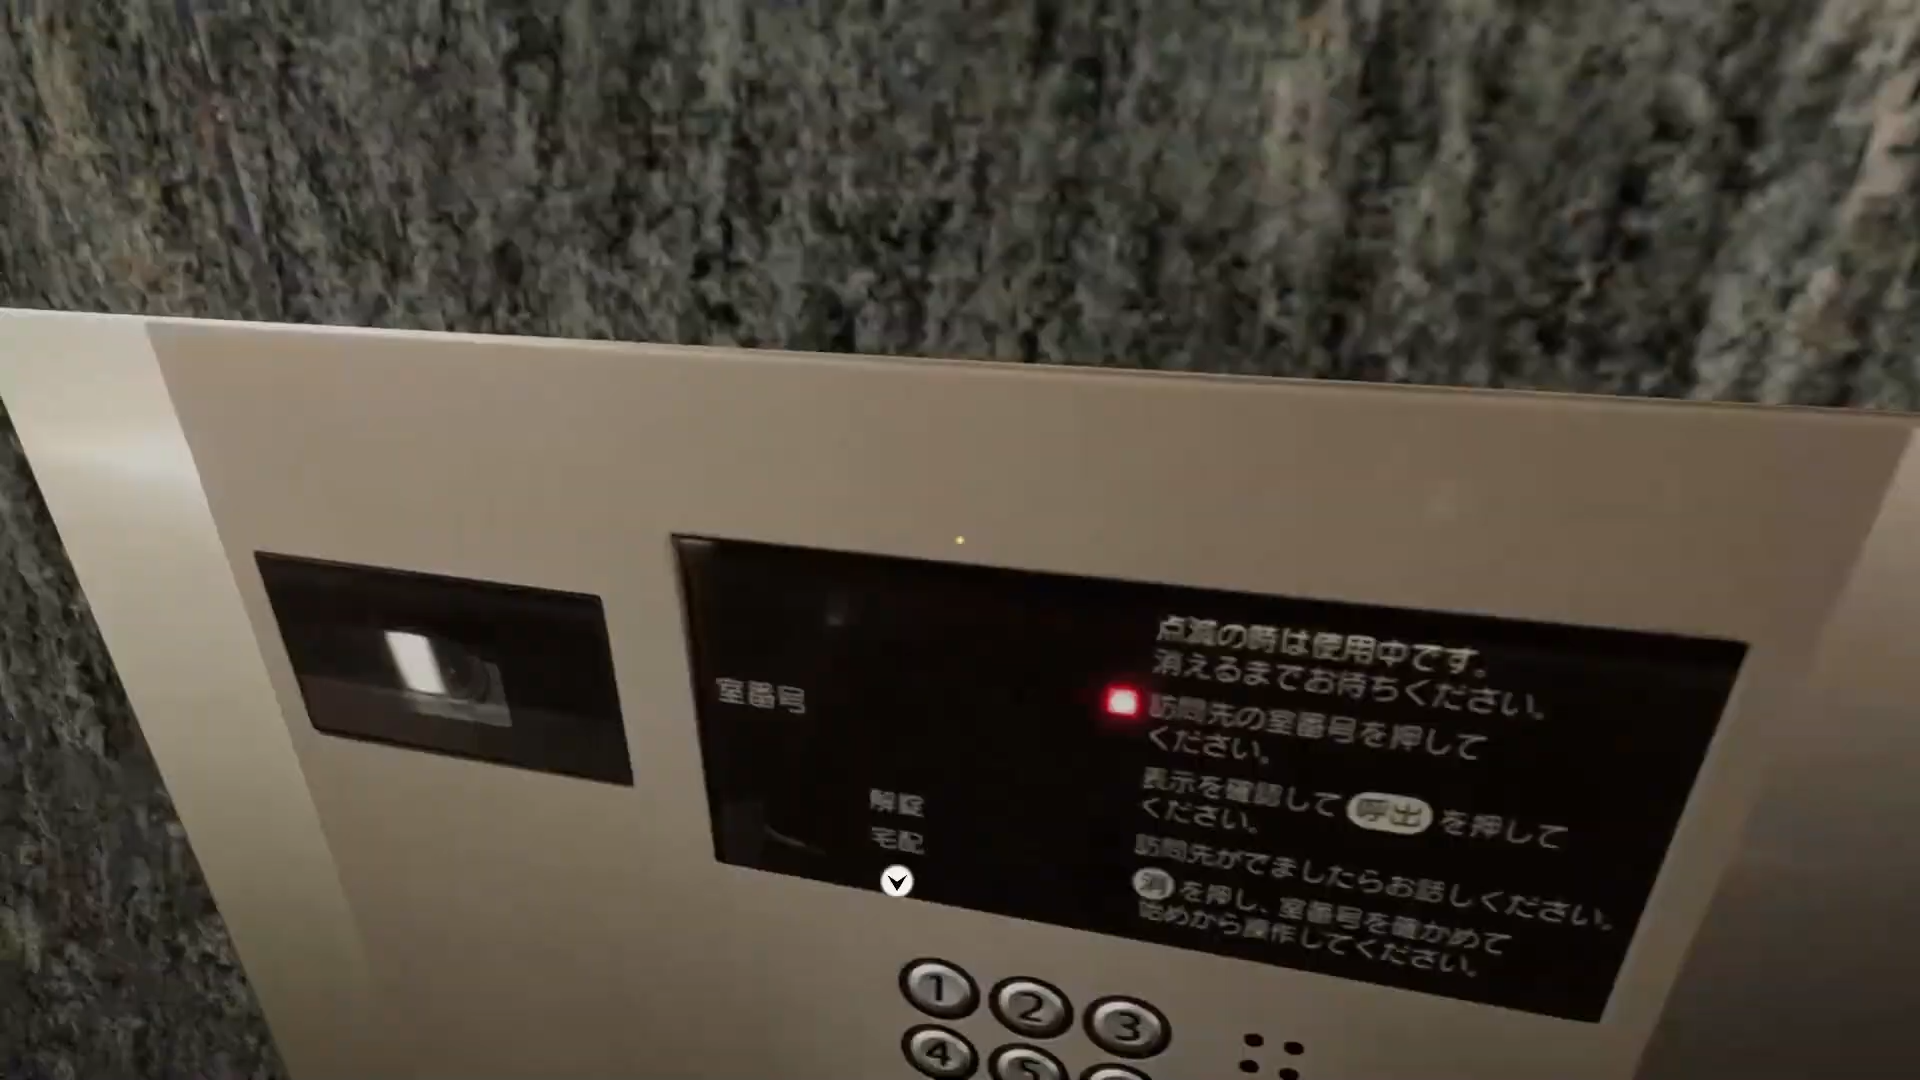 点滅の時は使用中です。
消えるまでお待ちください。
訪問先の室番号を押して
ください。
表示を確認して 呼出 を押して
ください。
訪問先がでましたらお話しください。
消 を押し、室番号を確かめて
始めから操作してください。
室番号
解錠
宅配
1 2 3
4 5